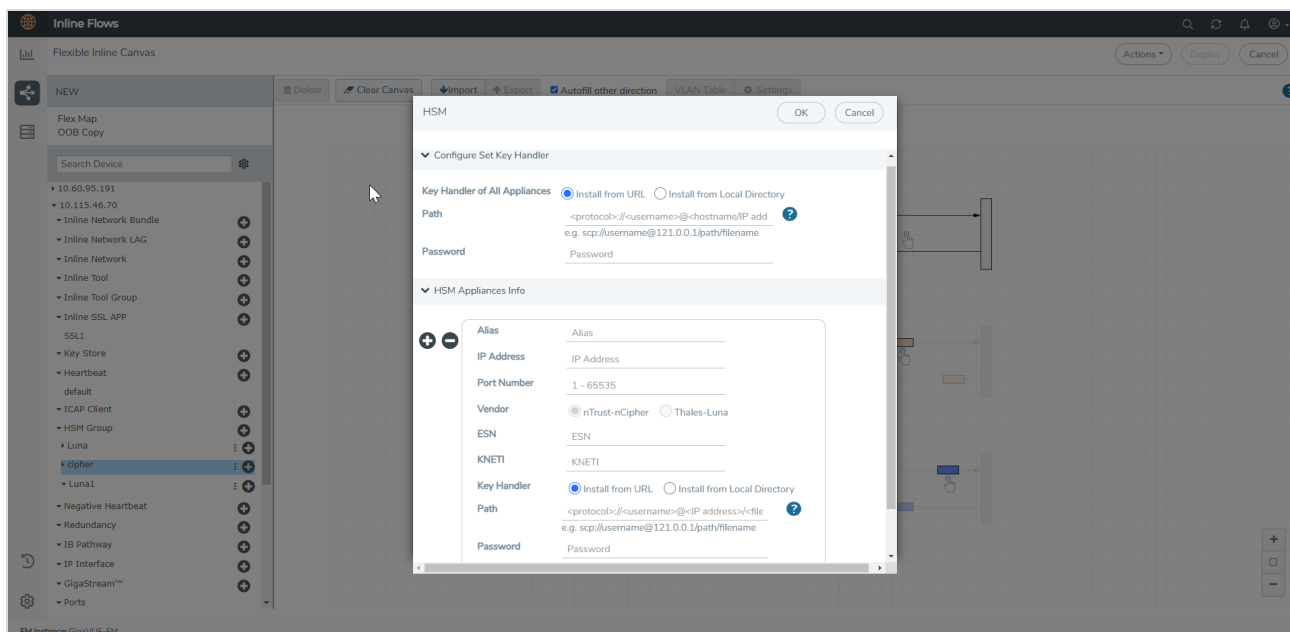 Inline Flows
Flexible Inline Canvas
Actions
Deploy
Cancel
NEW
Delete
Clear Canvas
Import
Export
Autofill other direction
VLAN Table
Settings
Flex Map
OOB Copy
Search Device
10.60.95.191
10.115.46.70
Inline Network Bundle
Inline Network LAG
Inline Network
Inline Tool
Inline Tool Group
Inline SSL APP
SSL1
Key Store
Heartbeat
default
ICAP Client
HSM Group
Luna
cipher
Luna1
Negative Heartbeat
Redundancy
IB Pathway
IP Interface
GigaStream™
Ports
HSM
OK
Cancel
Configure Set Key Handler
Key Handler of All Appliances
Install from URL
Install from Local Directory
Path
<protocol>://<username>@<hostname/IP add
e.g. scp://username@121.0.0.1/path/filename
Password
Password
HSM Appliances Info
Alias
Alias
IP Address
IP Address
Port Number
1 - 65535
Vendor
nTrust-nCipher
Thales-Luna
ESN
ESN
KNETI
KNETI
Key Handler
Install from URL
Install from Local Directory
Path
<protocol>://<username>@<IP address>/<file
e.g. scp://username@121.0.0.1/path/filename
Password
Password
FM Instance: GigaVUE-FM